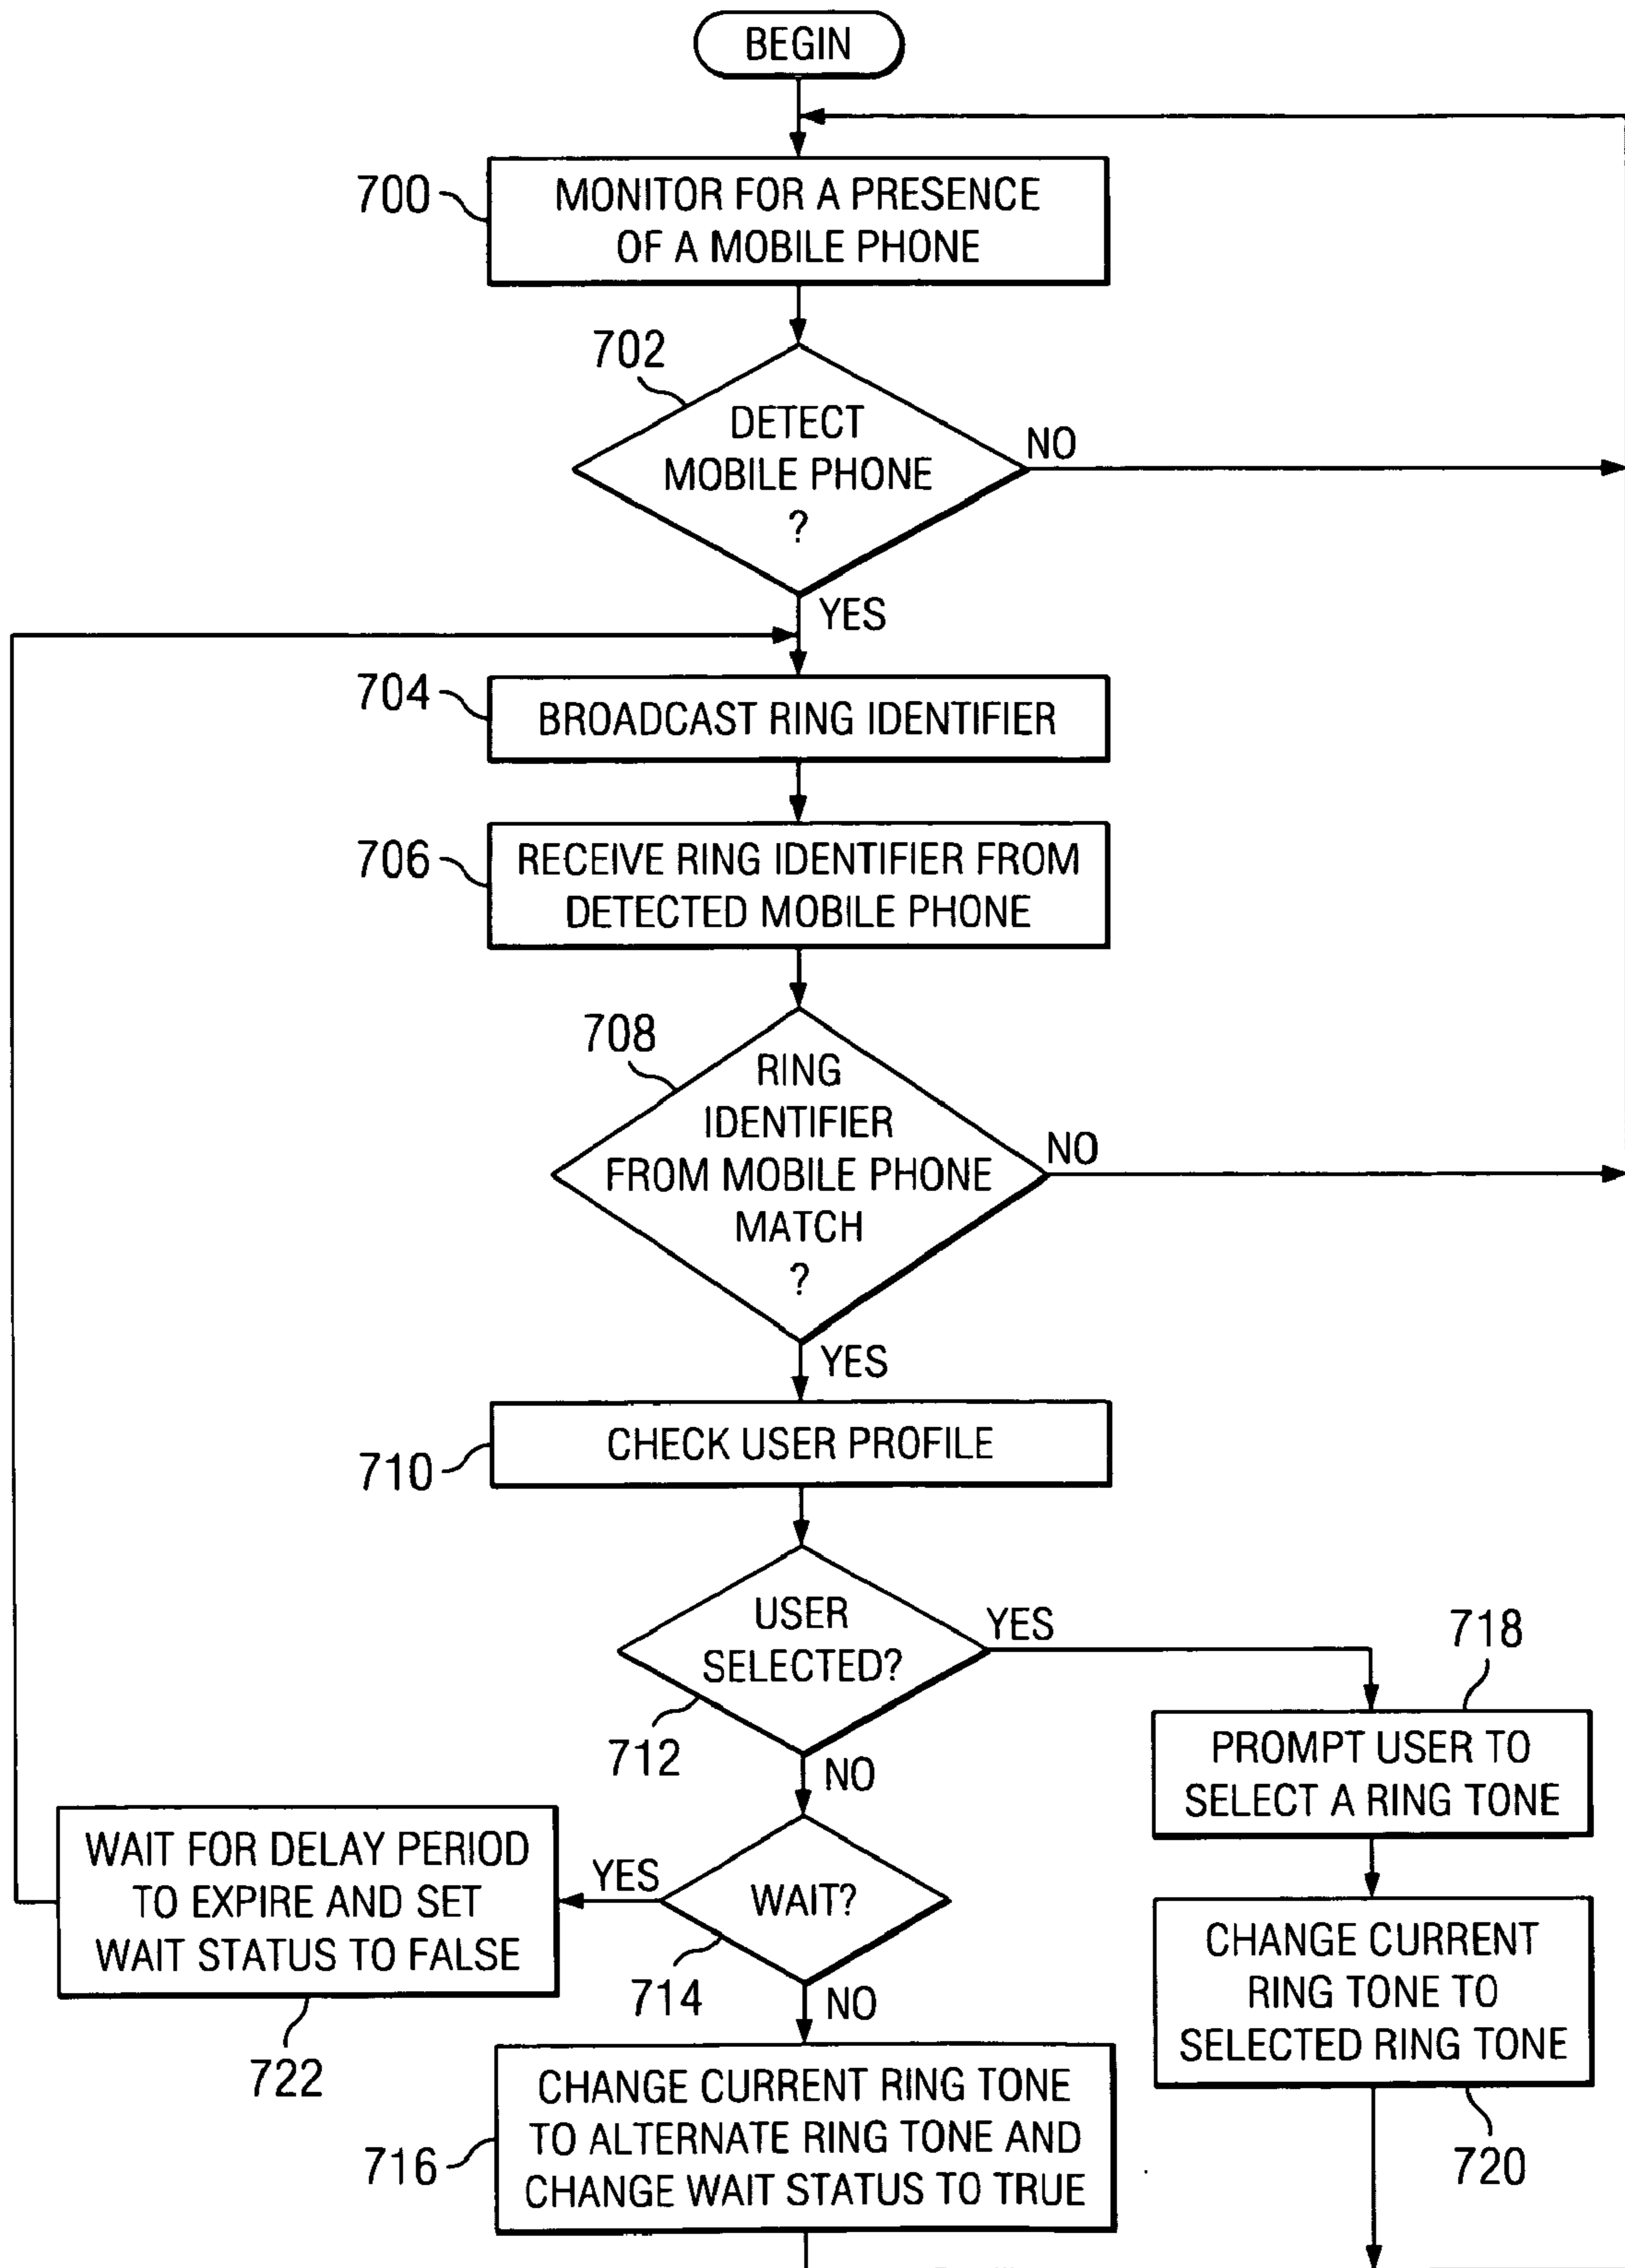 BEGIN
700
MONITOR FOR A PRESENCE
OF A MOBILE PHONE
702
DETECT
MOBILE PHONE
?
NO
YES
704
BROADCAST RING IDENTIFIER
706
RECEIVE RING IDENTIFIER FROM
DETECTED MOBILE PHONE
708
RING
IDENTIFIER
FROM MOBILE PHONE
MATCH
?
NO
YES
710
CHECK USER PROFILE
USER
SELECTED?
YES
712
NO
718
PROMPT USER TO
SELECT A RING TONE
WAIT FOR DELAY PERIOD
TO EXPIRE AND SET
WAIT STATUS TO FALSE
722
YES
WAIT?
714
NO
CHANGE CURRENT
RING TONE TO
SELECTED RING TONE
720
716
CHANGE CURRENT RING TONE
TO ALTERNATE RING TONE AND
CHANGE WAIT STATUS TO TRUE